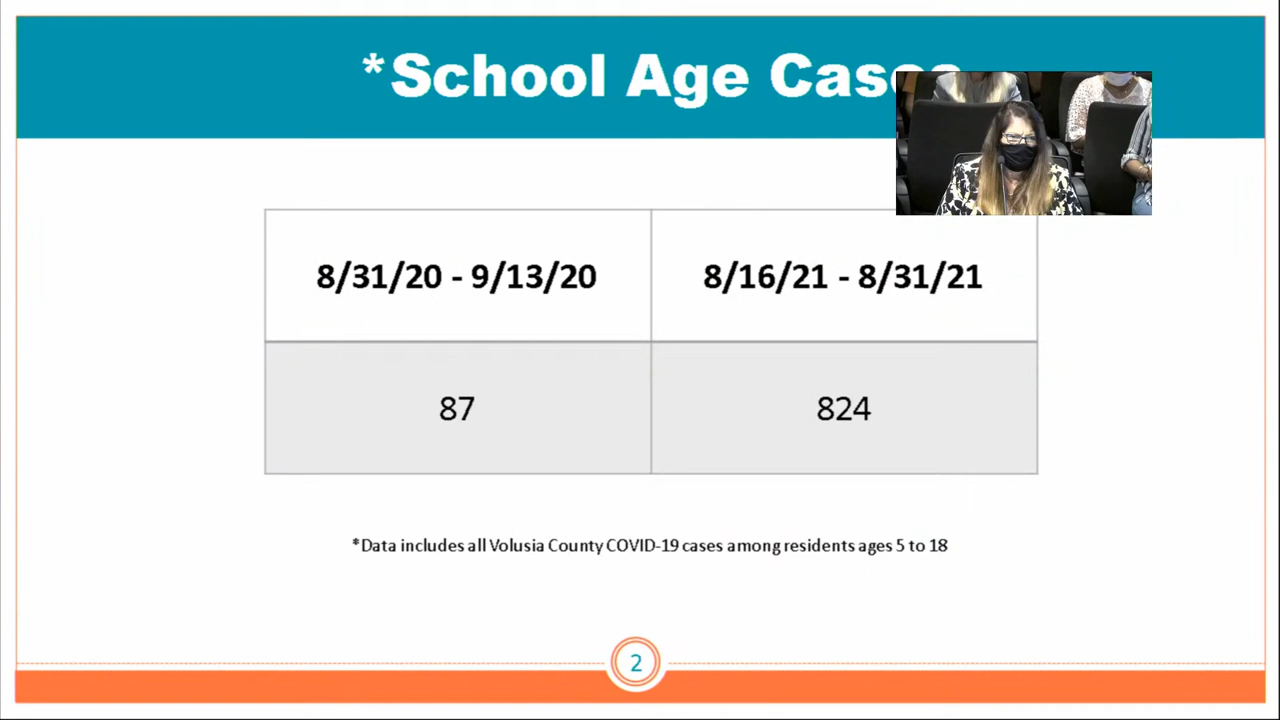 *School Age Cases
8/31/20 - 9/13/20
8/16/21 - 8/31/21
87
824
*Data includes all Volusia County COVID-19 cases among residents ages 5 to 18
2